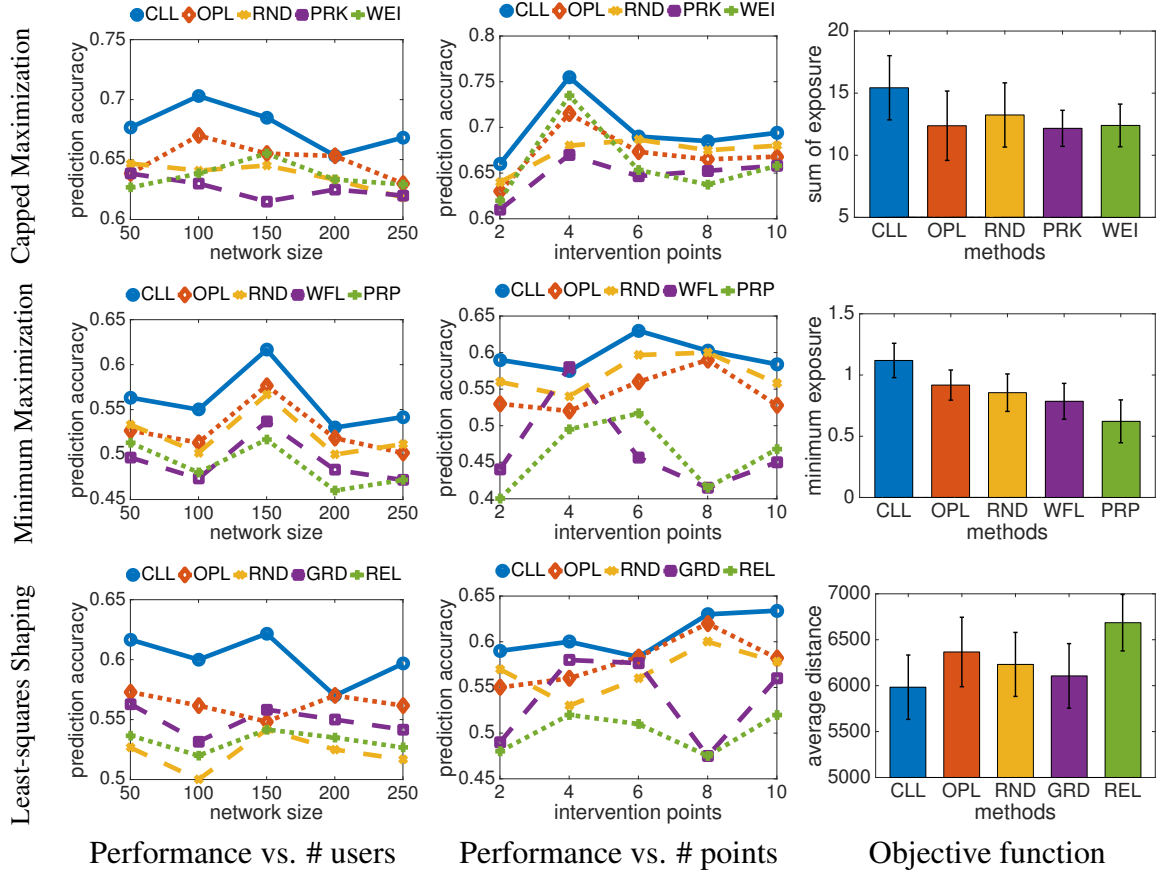 Capped Maximization
CLL OPL RND PRK WEI
prediction accuracy
0.75
0.7
0.65
0.6
50 100 150 200 250
network size
CLL OPL RND PRK WEI
prediction accuracy
0.8
0.75
0.7
0.65
0.6
2 4 6 8 10
intervention points
sum of exposure
20
15
10
5
CLL OPL RND PRK WEI
methods
Minimum Maximization
CLL OPL RND WFL PRP
prediction accuracy
0.65
0.6
0.55
0.5
0.45
50 100 150 200 250
network size
CLL OPL RND WFL PRP
prediction accuracy
0.65
0.6
0.55
0.5
0.45
0.4
2 4 6 8 10
intervention points
minimum exposure
1.5
1
0.5
0
CLL OPL RND WFL PRP
methods
Least-squares Shaping
CLL OPL RND GRD REL
prediction accuracy
0.65
0.6
0.55
0.5
50 100 150 200 250
network size
CLL OPL RND GRD REL
prediction accuracy
0.65
0.6
0.55
0.5
0.45
2 4 6 8 10
intervention points
average distance
7000
6500
6000
5500
5000
CLL OPL RND GRD REL
methods
Performance vs. # users
Performance vs. # points
Objective function